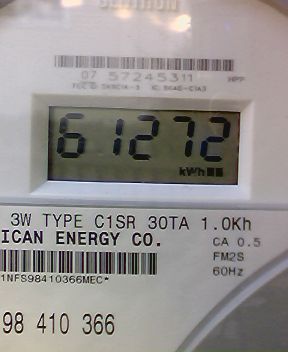 07 57245311 HPP
61272
kWh
3W TYPE C1SR 30TA 1.0Kh
ICAN ENERGY CO.
CA 0.5
FM2S
60Hz
1NFS98410366MEC*
98 410 366